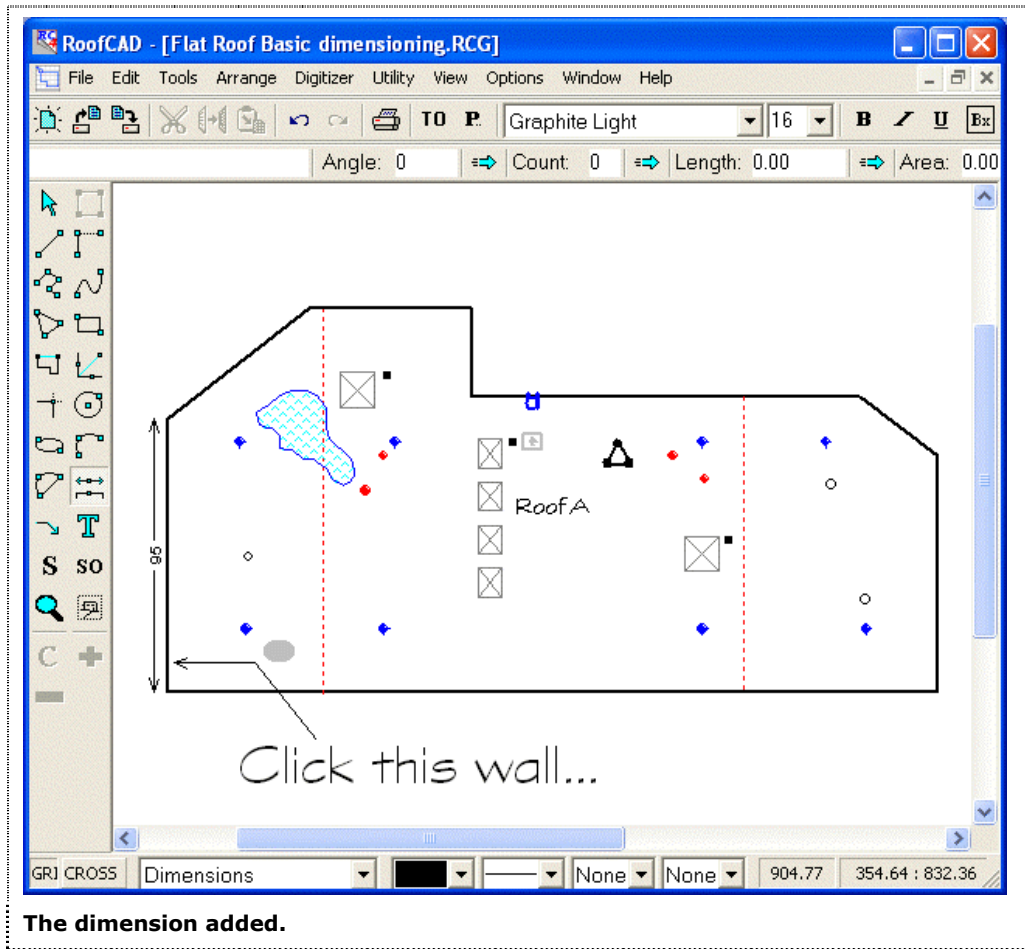 RoofCAD - [Flat Roof Basic dimensioning.RCG]
File Edit Tools Arrange Digitizer Utility View Options Window Help
TO P. Graphite Light 16 B I U Bx
Angle: 0 Count: 0 Length: 0.00 Area: 0.00
95
Roof A
T
S SO
C
Click this wall...
GRI CROSS Dimensions None None 904.77 354.64 : 832.36
The dimension added.